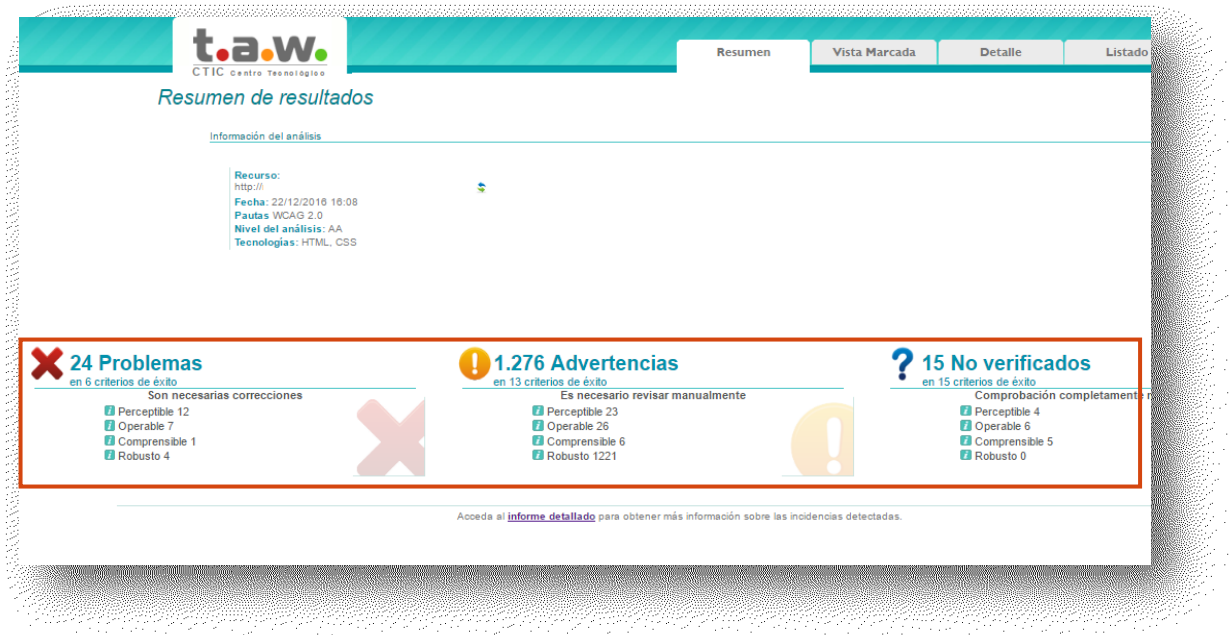 t.a.w.
CTIC Centro Tecnológico
Resumen
Vista Marcada
Detalle
Listado
Resumen de resultados
Información del análisis
Recurso:
http://
Fecha: 22/12/2016 16:08
Pautas WCAG 2.0
Nivel del análisis: AA
Tecnologías: HTML, CSS
24 Problemas
en 6 criterios de éxito
Son necesarias correcciones
Perceptible 12
Operable 7
Comprensible 1
Robusto 4
1.276 Advertencias
en 13 criterios de éxito
Es necesario revisar manualmente
Perceptible 23
Operable 26
Comprensible 6
Robusto 1221
15 No verificados
en 15 criterios de éxito
Comprobación completamente
Perceptible 4
Operable 6
Comprensible 5
Robusto 0
Acceda al informe detallado para obtener más información sobre las incidencias detectadas.